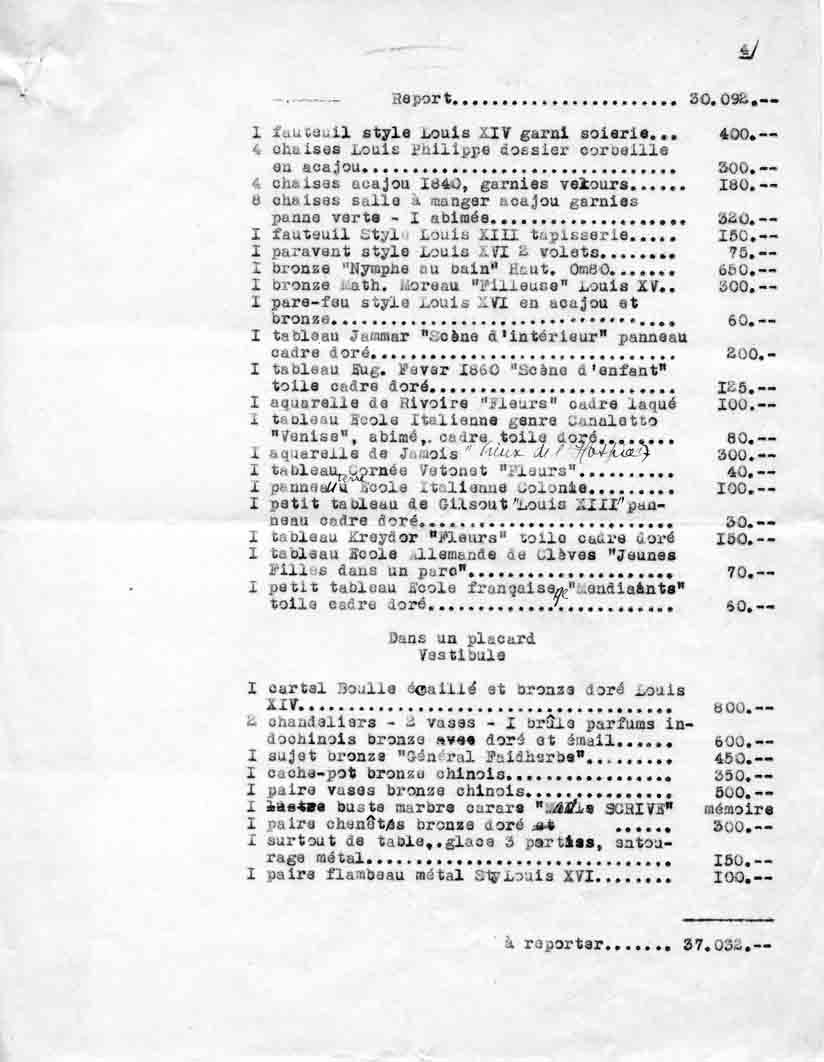 4/
Report....................... 30.092.--
I fauteuil style Louis XIV garni soierie... 400.--
4 chaises Louis Philippe dossier corbeille
en acajou................................ 300.--
4 chaises acajou I840, garnies velours...... I80.--
8 chaises salle à manger acajou garnies
panne verte - I abimée.................... 320.--
I fauteuil Style Louis XIII tapisserie..... I50.--
I paravent style Louis XVI 2 volets........ 75.--
I bronze "Nymphe au bain" Haut. 0m80....... 650.--
I bronze Math. Moreau "Filleuse" Louis XV.. 300.--
I pare-feu style Louis XVI en acajou et
bronze................................... 60.--
I tableau Jammar "Scène d'intérieur" panneau
cadre doré............................... 200.-
I tableau Eug. Fever I860 "Scène d'enfant"
toile cadre doré......................... I25.--
I aquarelle de Rivoire "Fleurs" cadre laqué I00.--
I tableau Ecole Italienne genre Canaletto
"Venise", abimé,. cadre toile doré........ 80.--
I aquarelle de Jamois "Vieux de l'Hospice" 300.--
I tableau Cornée Vetonet "Fleurs".......... 40.--
I panneau Ecole Italienne Colonie......... I00.--
I petit tableau de Gilsout "Louis XIII" pan-
neau cadre doré.......................... 30.--
I tableau Kreydor "Fleurs" toile cadre doré I50.--
I tableau Ecole Allemande de Clèves "Jeunes
Filles dans un parc"..................... 70.--
I petit tableau Ecole française "Mendiaànts"
toile cadre doré......................... 60.--
Dans un placard
Vestibule
I cartel Boulle écaillé et bronze doré Louis
XIV...................................... 800.--
2 chandeliers - 2 vases - I brûle parfums in-
dochinois bronze avec doré et émail...... 600.--
I sujet bronze "Général Faidherbe"......... 450.--
I cache-pot bronze chinois................. 350.--
I paire vases bronze chinois............... 500.--
I lustre buste marbre carare " SCRIVE" mémoire
I paire chenêts bronze doré et ...... 300.--
I surtout de table,.glace 3 parties, entou-
rage métal............................... I50.--
I paire flambeau métal Sty Louis XVI........ I00.--
à reporter....... 37.032.--